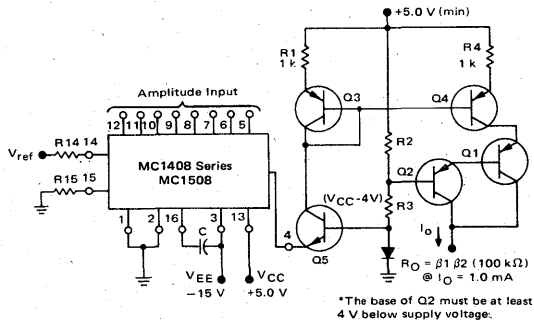 +5.0 V (min)
R1
1 k
R4
1 k
Amplitude Input
Q3
Q4
12 11 10 9 8 7 6 5
R2
Q1
Vref
R14 14
MC1408 Series
MC1508
Q2
R15 15
(VCC-4V)
R3
1 2 16 3 13
4
IO
C
Q5
VEE
-15 V
VCC
+5.0 V
RO = β1 β2 (100 kΩ)
@ IO = 1.0 mA
*The base of Q2 must be at least
4 V below supply voltage.